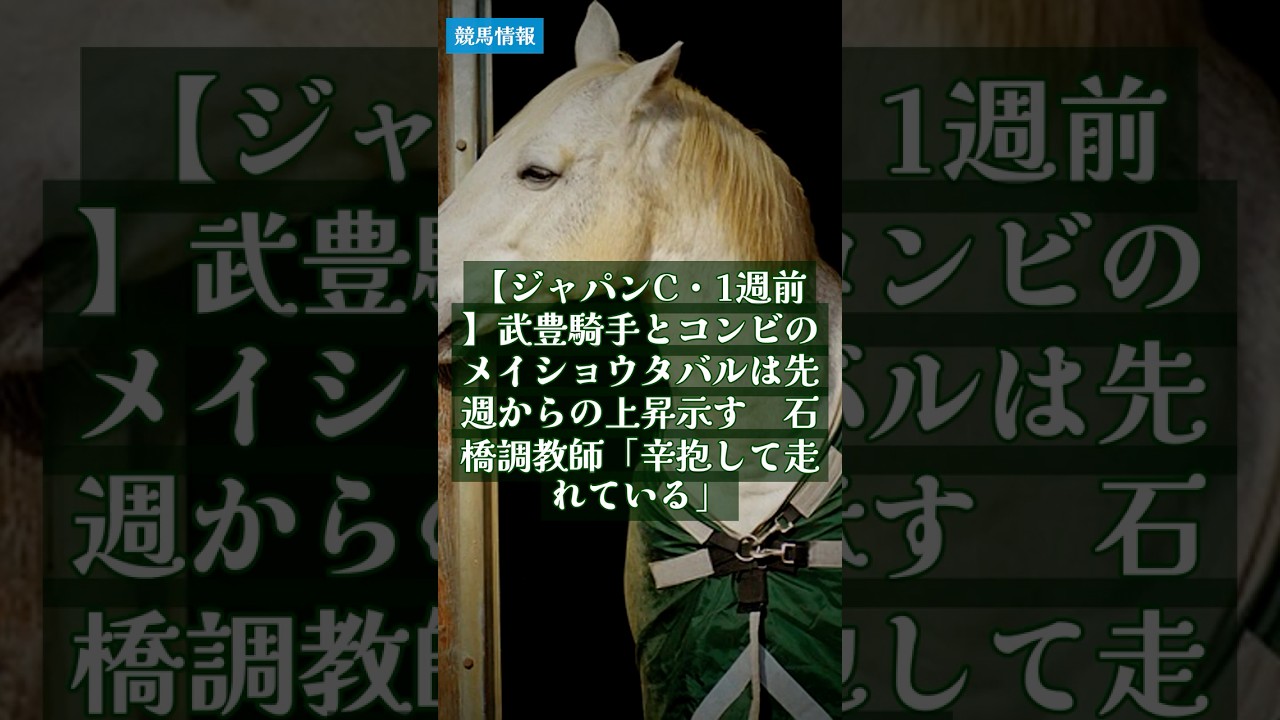 競馬情報
【ジャパンC・1週前
】武豊騎手とコンビの
メイショウタバルは先
週からの上昇示す　石
橋調教師「辛抱して走
れている」